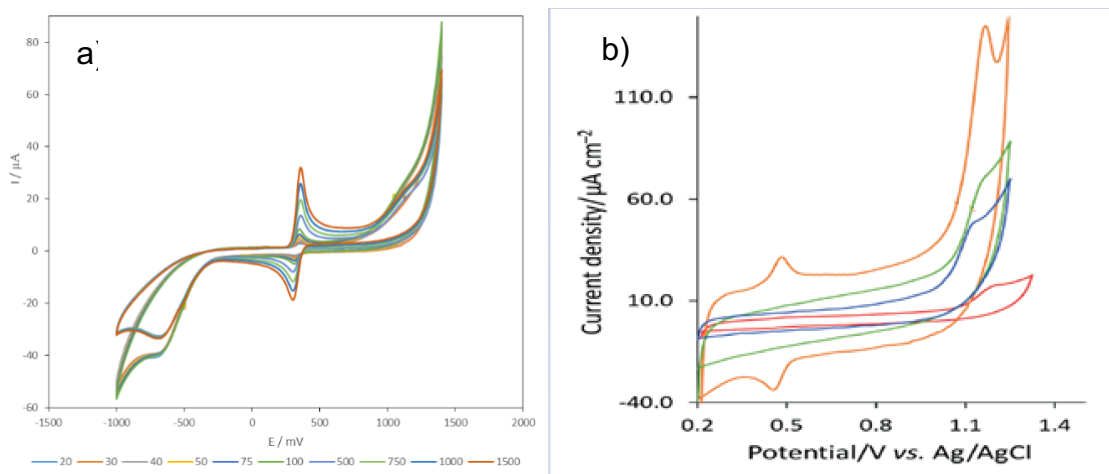 a)
80
60
40
20
0
-20
-40
-60
I / µA
-1500
-1000
-500
0
500
1000
1500
2000
E / mV
20 30 40 50 75 100 500 750 1000 1500
b)
110.0
60.0
10.0
-40.0
Current density/µA cm⁻²
0.2 0.5 0.8 1.1 1.4
Potential/V vs. Ag/AgCl